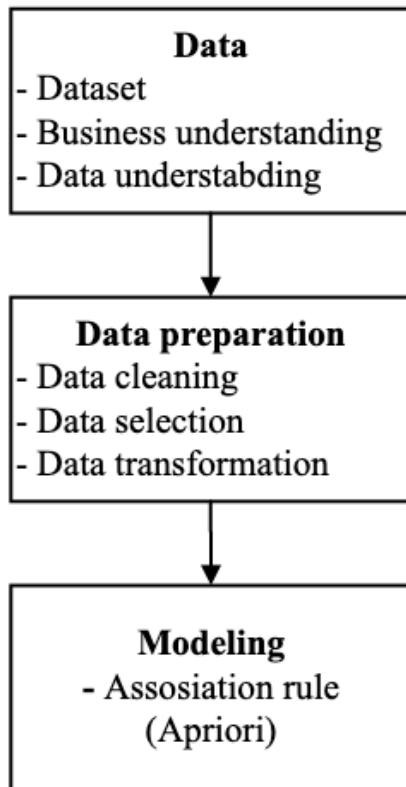 Data
- Dataset
- Business understanding
- Data understabding
Data preparation
- Data cleaning
- Data selection
- Data transformation
Modeling
- Assosiation rule
(Apriori)